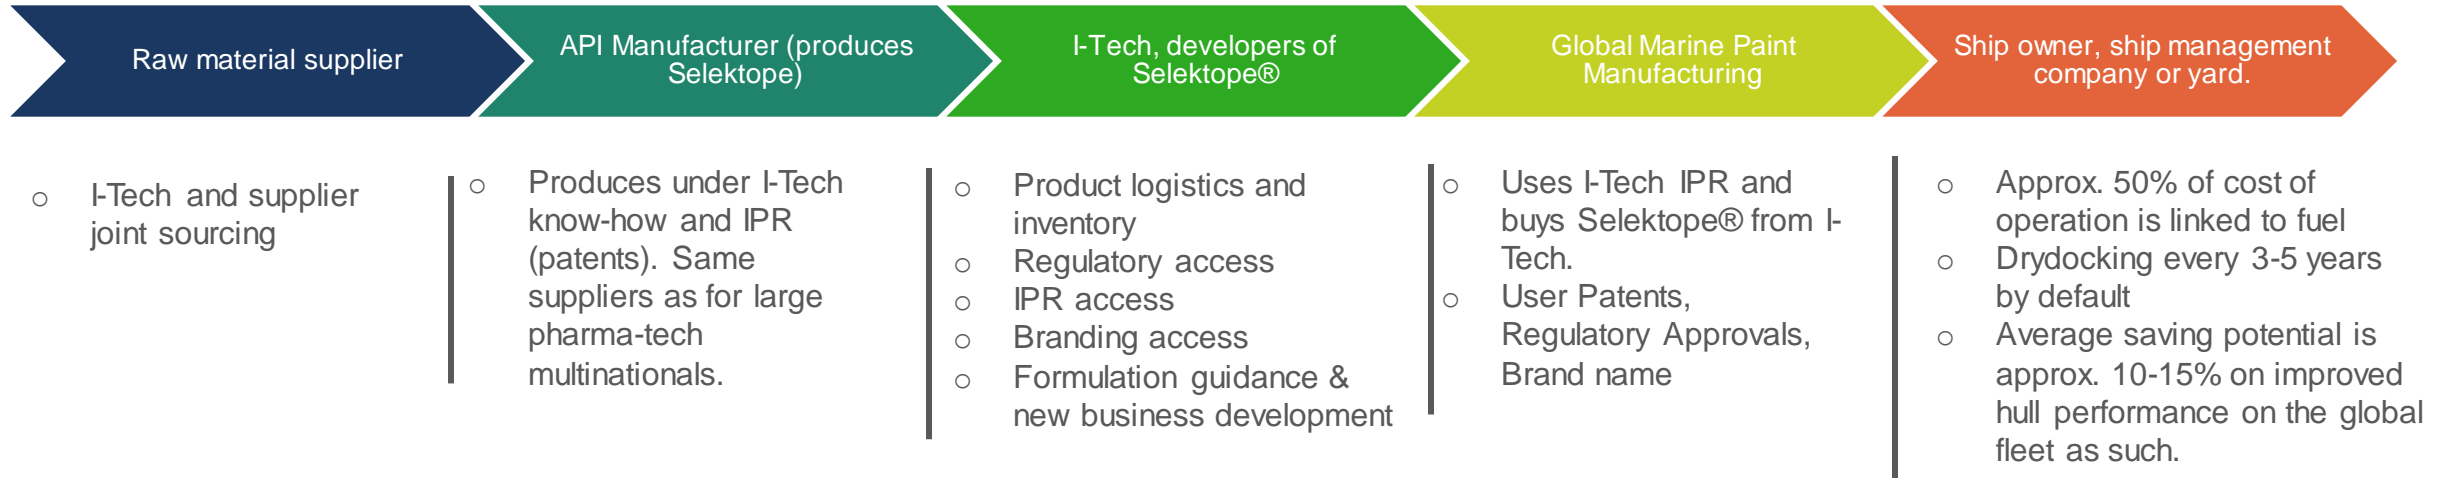 Raw material supplier
API Manufacturer (produces
Selektope)
I-Tech, developers of
Selektope®
Global Marine Paint
Manufacturing
Ship owner, ship management
company or yard.
o I-Tech and supplier
joint sourcing
o Produces under I-Tech
know-how and IPR
(patents). Same
suppliers as for large
pharma-tech
multinationals.
o Product logistics and
inventory
o Regulatory access
o IPR access
o Branding access
o Formulation guidance &
new business development
o Uses I-Tech IPR and
buys Selektope® from I-
Tech.
o User Patents,
Regulatory Approvals,
Brand name
o Approx. 50% of cost of
operation is linked to fuel
o Drydocking every 3-5 years
by default
o Average saving potential is
approx. 10-15% on improved
hull performance on the global
fleet as such.